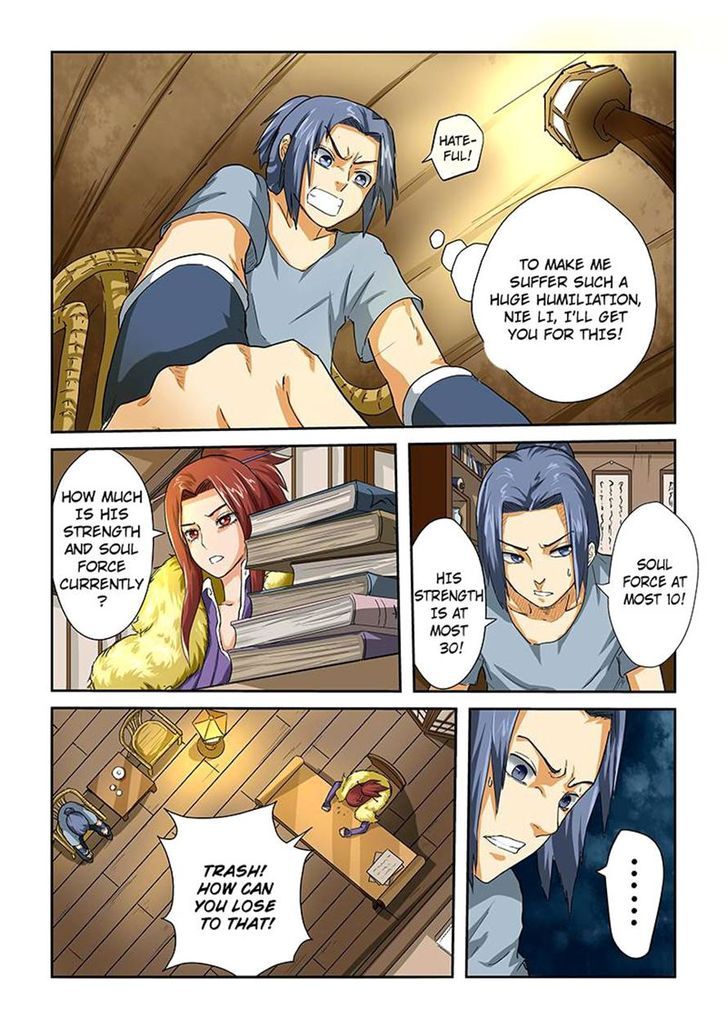 HATE-
FUL!
TO MAKE ME
SUFFER SUCH A
HUGE HUMILIATION,
NIE LI, I'LL GET
YOU FOR THIS!
HOW MUCH
IS HIS
STRENGTH
AND SOUL
FORCE
CURRENTLY
?
HIS
STRENGTH
IS AT
MOST
30!
SOUL
FORCE AT
MOST 10!
TRASH!
HOW CAN
YOU LOSE
TO THAT!
......